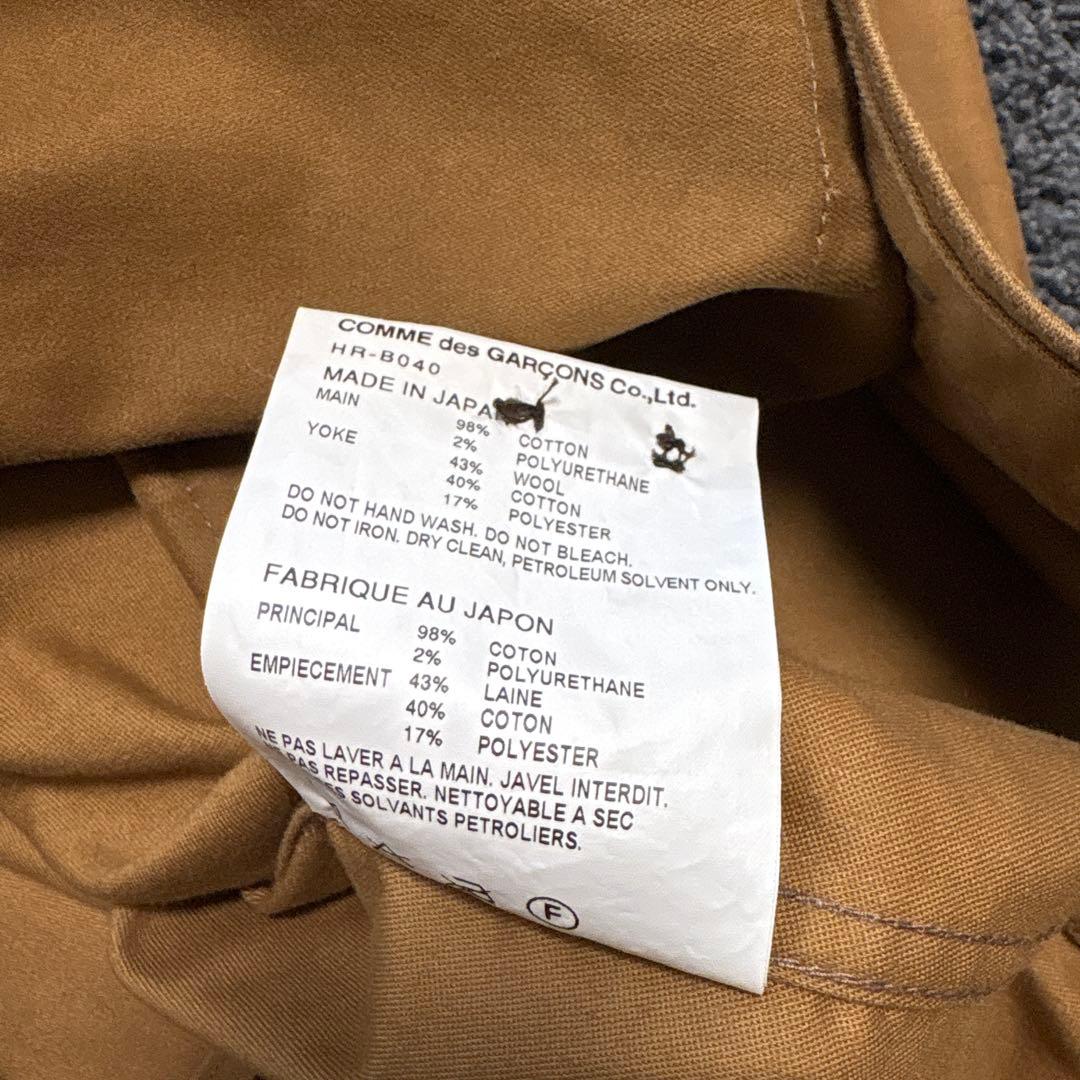 COMME des GARÇONS Co.,Ltd.
HR-B040
MADE IN JAPA
MAIN 98% COTTON
2% POLYURETHANE
YOKE 43% WOOL
40% COTTON
17% POLYESTER
DO NOT HAND WASH. DO NOT BLEACH.
DO NOT IRON. DRY CLEAN, PETROLEUM SOLVENT ONLY.
FABRIQUE AU JAPON
PRINCIPAL 98% COTON
2% POLYURETHANE
EMPIECEMENT 43% LAINE
40% COTON
17% POLYESTER
NE PAS LAVER A LA MAIN. JAVEL INTERDIT.
PAS REPASSER. NETTOYABLE A SEC
SOLVANTS PETROLIERS.
F